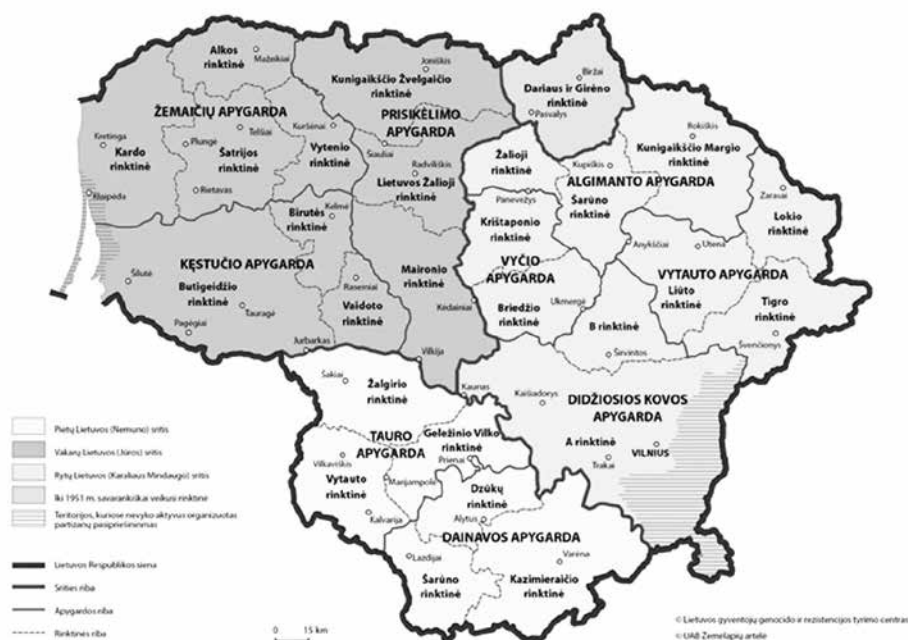 Alkos
rinktinė
Mažeikiai
Joniškis
Kunigaikščio Žvelgaičio
rinktinė
Biržai
Dariaus ir Girėno
rinktinė
Pasvalys
ŽEMAIČIŲ APYGARDA
PRISIKĖLIMO
APYGARDA
Kretinga
Kardo
rinktinė
Plungė
Telšiai
Šatrijos
rinktinė
Rietavas
Kuršėnai
Vytenio
rinktinė
Šiauliai
Radviliškis
Lietuvos Žalioji
rinktinė
Klaipėda
Žalioji
rinktinė
Panevėžys
Kupiškis
Rokiškis
Kunigaikščio Margio
rinktinė
ALGIMANTO APYGARDA
Šarūno
rinktinė
Zarasai
Lokio
rinktinė
Birutės
rinktinė
Kelmė
Krištaponio
rinktinė
Anykščiai
Utena
KĘSTUČIO APYGARDA
Šilutė
Butigeidžio
rinktinė
Tauragė
Pagėgiai
Raseiniai
Vaidoto
rinktinė
Jurbarkas
Maironio
rinktinė
Kėdainiai
Vilkija
VYČIO
APYGARDA
Briedžio
rinktinė
Ukmergė
VYTAUTO APYGARDA
Liūto
rinktinė
Tigro
rinktinė
Švenčionys
B rinktinė
Širvintos
Šakiai
Žalgirio
rinktinė
Kaunas
Kaišiadorys
DIDŽIOSIOS KOVOS
APYGARDA
A rinktinė
VILNIUS
Trakai
TAURO
APYGARDA
Geležinio Vilko
rinktinė
Prienai
Vilkaviškis
Vytauto
rinktinė
Marijampolė
Kalvarija
Dzūkų
rinktinė
Alytus
DAINAVOS APYGARDA
Lazdijai
Varėna
Šarūno
rinktinė
Kazimieraičio
rinktinė
Pietų Lietuvos (Nemuno) sritis
Vakarų Lietuvos (Jūros) sritis
Rytų Lietuvos (Karaliaus Mindaugo) sritis
Iki 1951 m. savarankiškai veikusi rinktinė
Teritorijos, kuriose nevyko aktyvus organizuotas
partizanų pasipriešinimas
Lietuvos Respublikos siena
Srities riba
Apygardos riba
Rinktinės riba
0 15 km
© Lietuvos gyventojų genocido ir rezistencijos tyrimo centras
© UAB Žemėlapių artelė